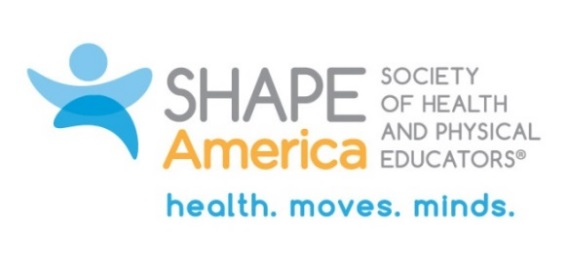 SHAPE
America
SOCIETY
OF HEALTH
AND PHYSICAL
EDUCATORS®
health. moves. minds.